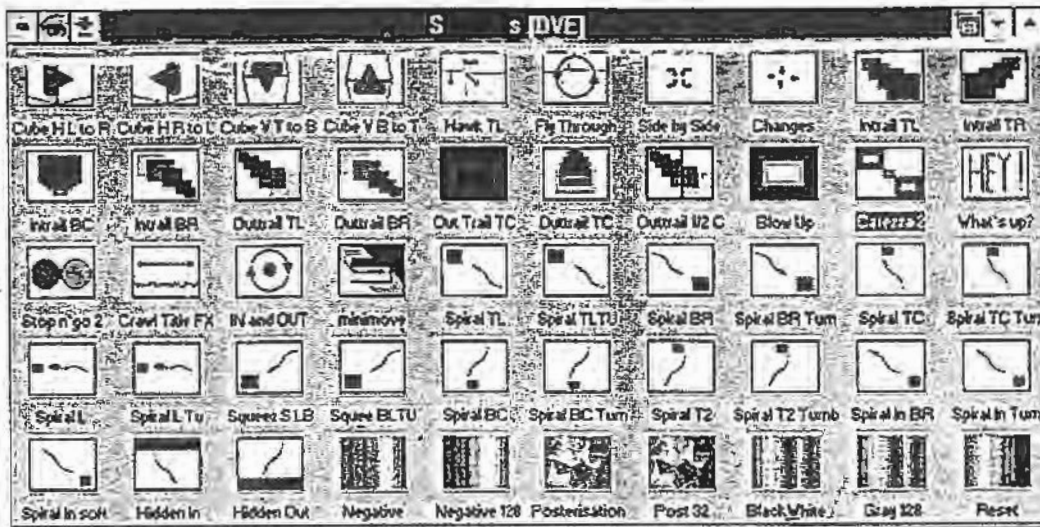 S s [DVE]
Cube H L to R Cube H R to L Cube V T to B Cube V B to T Hawk TL Fly Through Side by Side Changes Intrail TL Intrail TR
HEY!
Intrail BC Intrail BR Outtrail TL Outtrail BR Out Trail TC Outtrail TC Outtrail 1/2 C Blow Up What's up?
Stop n' go 2 Crawl Title FX IN and OUT minimove Spiral TL Spiral TLTU Spiral BR Spiral BR Turn Spiral TC Spiral TC Turn
Spiral L Spiral L Tu Squeez S LB Squee BLTU Spiral BC Spiral BC Turn Spiral T2 Spiral T2 Turnb Spiral In BR Spiral In Turn
Spiral In soft Hidden In Hidden Out Negative Negative 128 Posterisation Post 32 Black White Gray 128 Reset